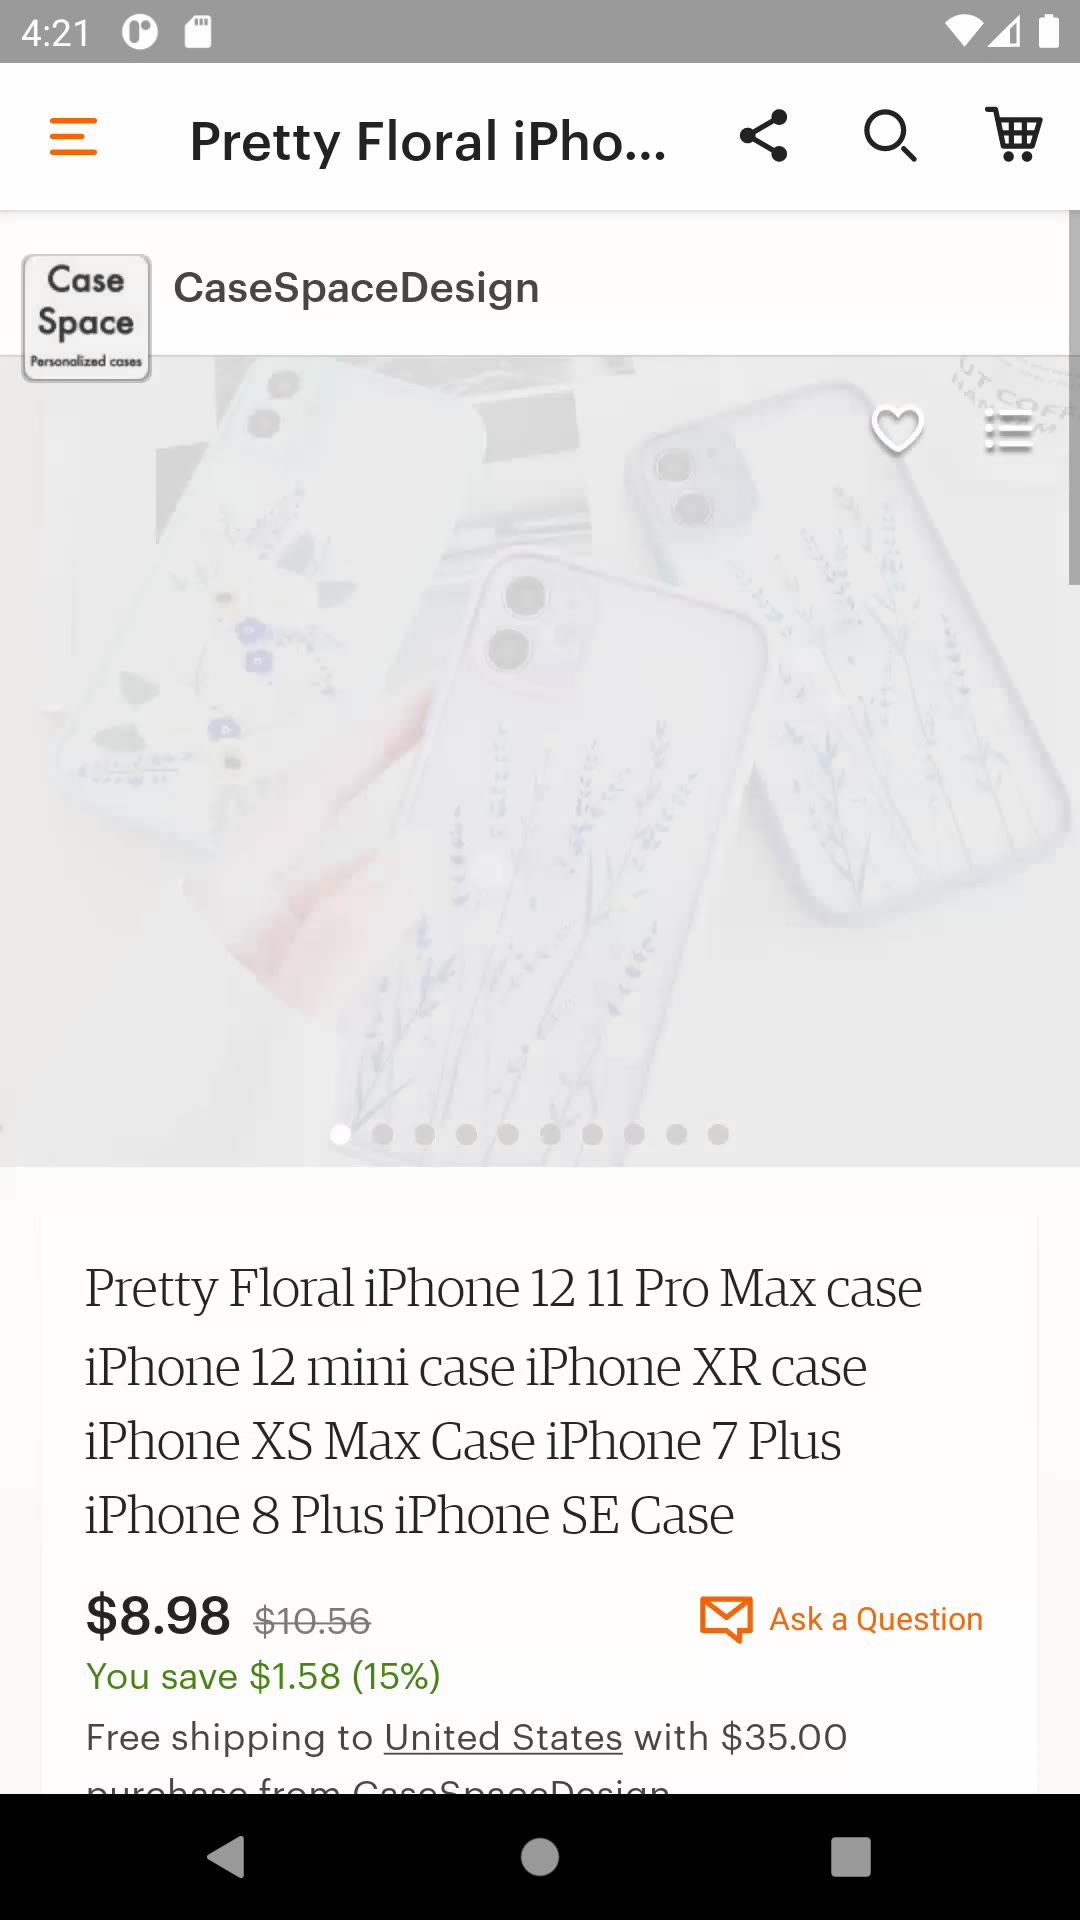 4:21
Pretty Floral iPho...
Case
Space
Personalized cases
CaseSpaceDesign
Pretty Floral iPhone 12 11 Pro Max case
iPhone 12 mini case iPhone XR case
iPhone XS Max Case iPhone 7 Plus
iPhone 8 Plus iPhone SE Case
$8.98 $10.56
Ask a Question
You save $1.58 (15%)
Free shipping to United States with $35.00
purchase from CaseSpaceDesign